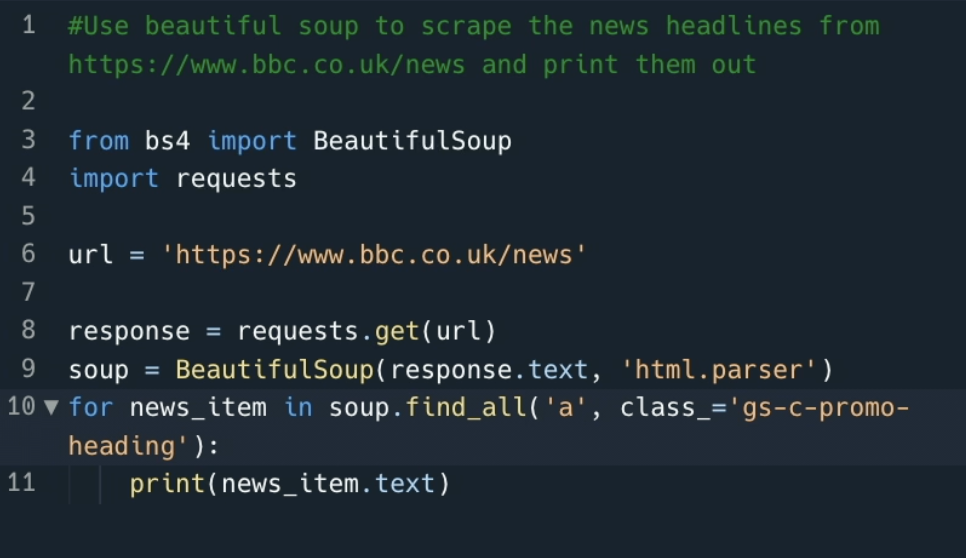 1 #Use beautiful soup to scrape the news headlines from
https://www.bbc.co.uk/news and print them out
2
3 from bs4 import BeautifulSoup
4 import requests
5
6 url = 'https://www.bbc.co.uk/news'
7
8 response = requests.get(url)
9 soup = BeautifulSoup(response.text, 'html.parser')
10 for news_item in soup.find_all('a', class_='gs-c-promo-
heading'):
11 print(news_item.text)